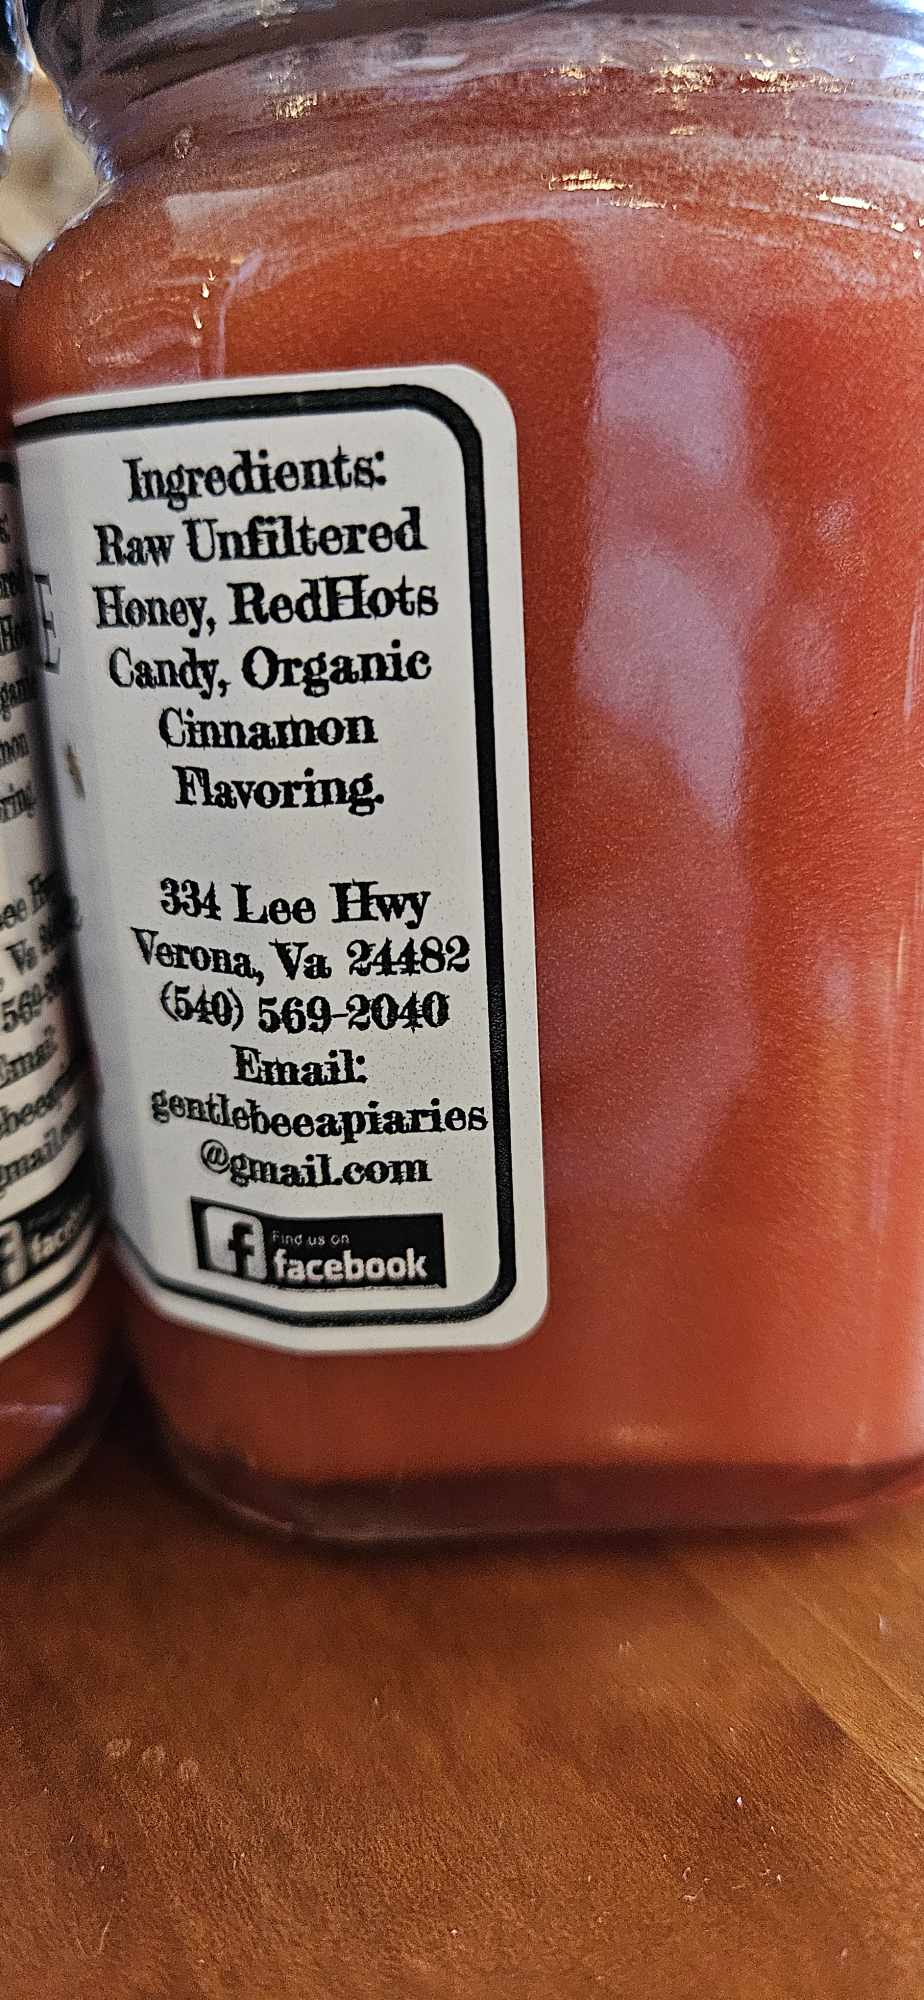 Ingredients:
Raw Unfiltered
Honey, RedHots
Candy, Organic
Cinnamon
Flavoring.
334 Lee Hwy
Verona, Va 24482
(540) 569-2040
Email:
gentlebeeapiaries
@gmail.com
f Find us on
facebook
E